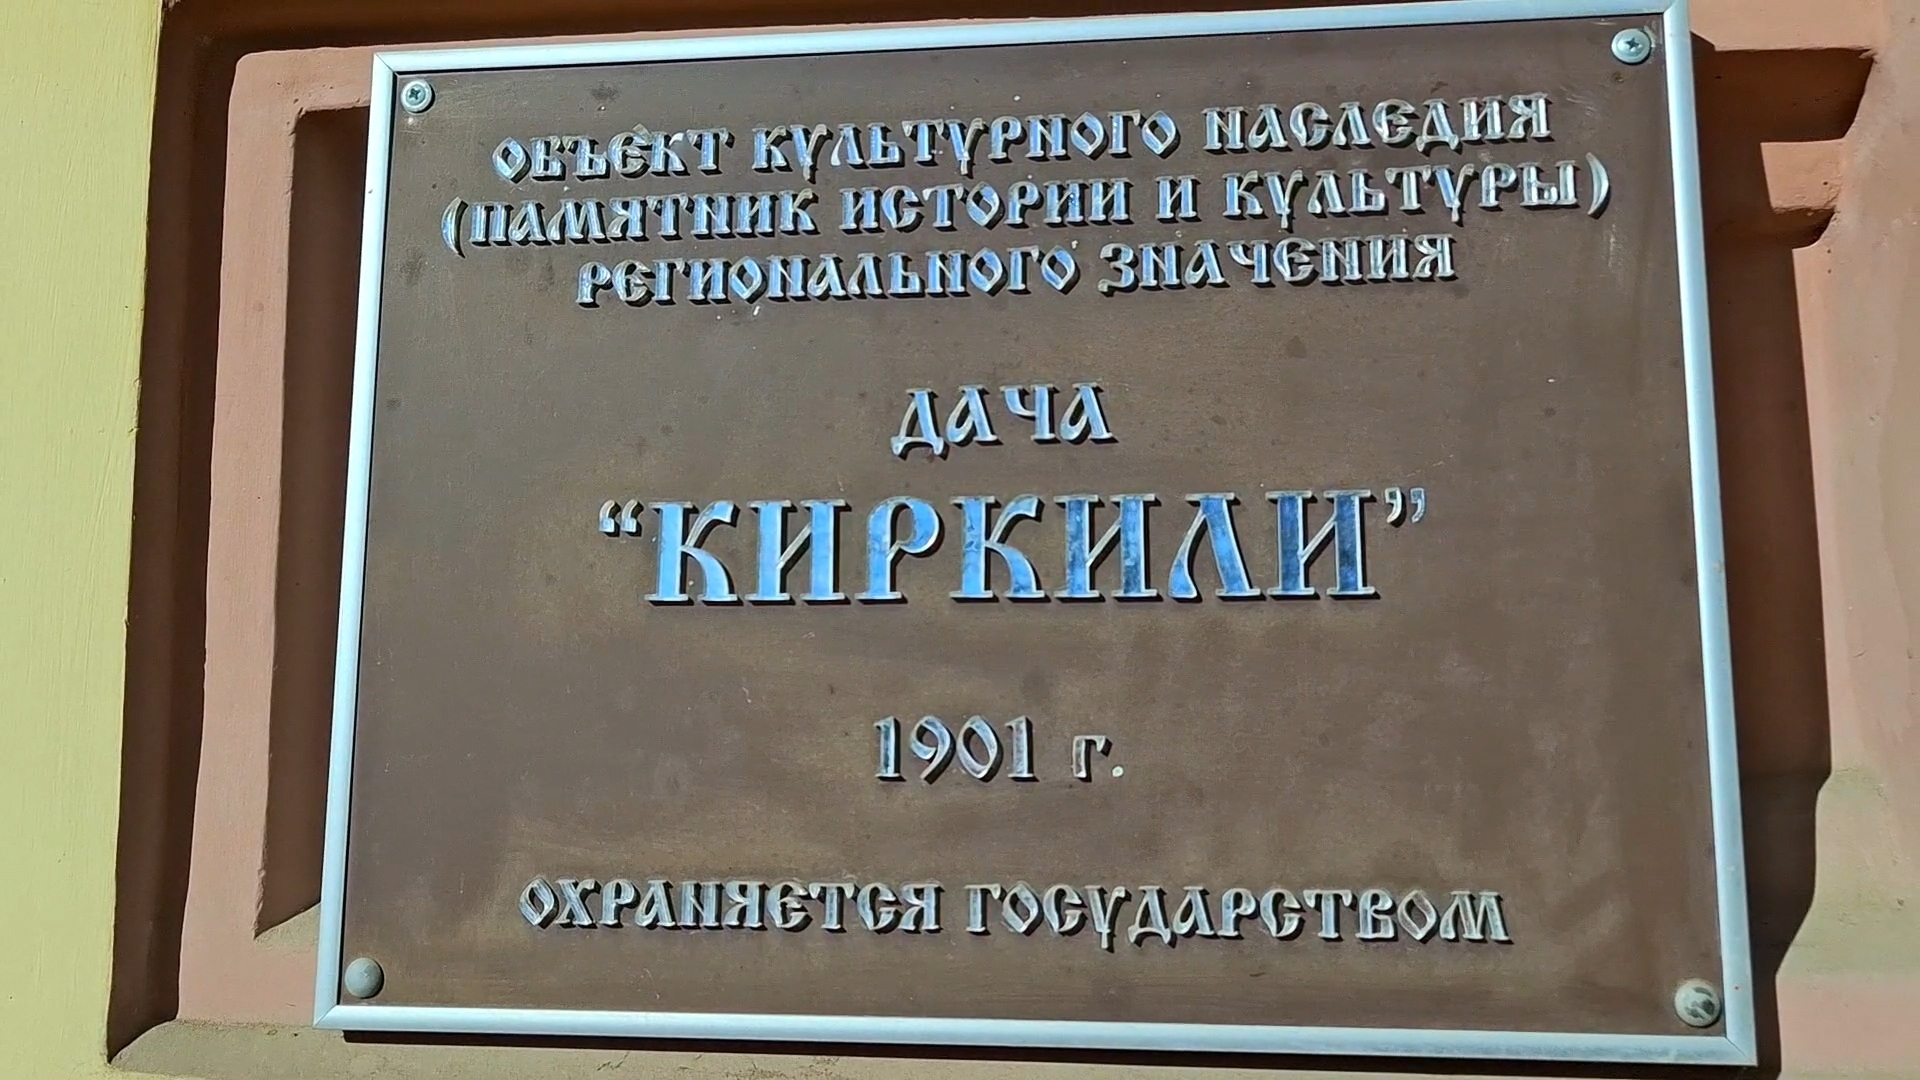 ОБЪЕКТ КУЛЬТУРНОГО НАСЛЕДИЯ
(ПАМЯТНИК ИСТОРИИ И КУЛЬТУРЫ)
РЕГИОНАЛЬНОГО ЗНАЧЕНИЯ
ДАЧА
“КИРКИЛИ”
1901 г.
ОХРАНЯЕТСЯ ГОСУДАРСТВОМ